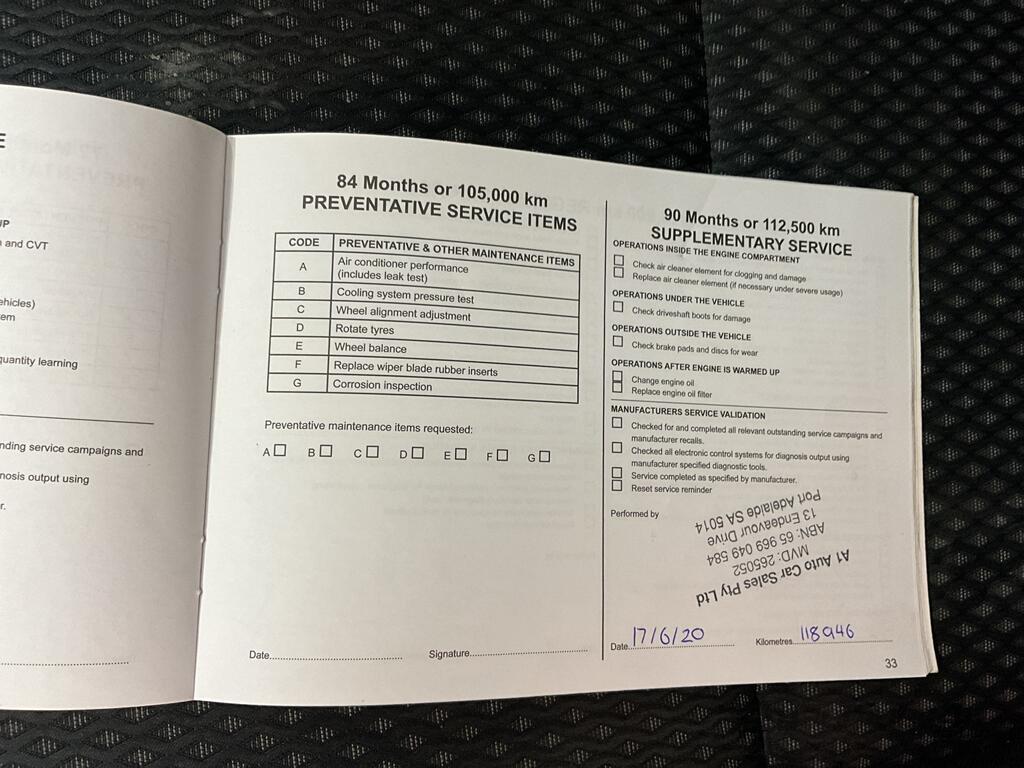 E
UP
and CVT
ehicles)
em
quantity learning
nding service campaigns and
nosis output using
r.
84 Months or 105,000 km
PREVENTATIVE SERVICE ITEMS
CODE PREVENTATIVE & OTHER MAINTENANCE ITEMS
A Air conditioner performance
(includes leak test)
B Cooling system pressure test
C Wheel alignment adjustment
D Rotate tyres
E Wheel balance
F Replace wiper blade rubber inserts
G Corrosion inspection
Preventative maintenance items requested:
A B C D E F G
Date Signature
90 Months or 112,500 km
SUPPLEMENTARY SERVICE
OPERATIONS INSIDE THE ENGINE COMPARTMENT
Check air cleaner element for clogging and damage
Replace air cleaner element (if necessary under severe usage)
OPERATIONS UNDER THE VEHICLE
Check driveshaft boots for damage
OPERATIONS OUTSIDE THE VEHICLE
Check brake pads and discs for wear
OPERATIONS AFTER ENGINE IS WARMED UP
Change engine oil
Replace engine oil filter
MANUFACTURERS SERVICE VALIDATION
Checked for and completed all relevant outstanding service campaigns and
manufacturer recalls.
Checked all electronic control systems for diagnosis output using
manufacturer specified diagnostic tools.
Service completed as specified by manufacturer.
Reset service reminder
Performed by
A1 Auto Car Sales Pty Ltd
MVD: 265052
ABN: 65 969 049 584
13 Endeavour Drive
Port Adelaide SA 5014
Date 17/6/20 Kilometres 118946
33